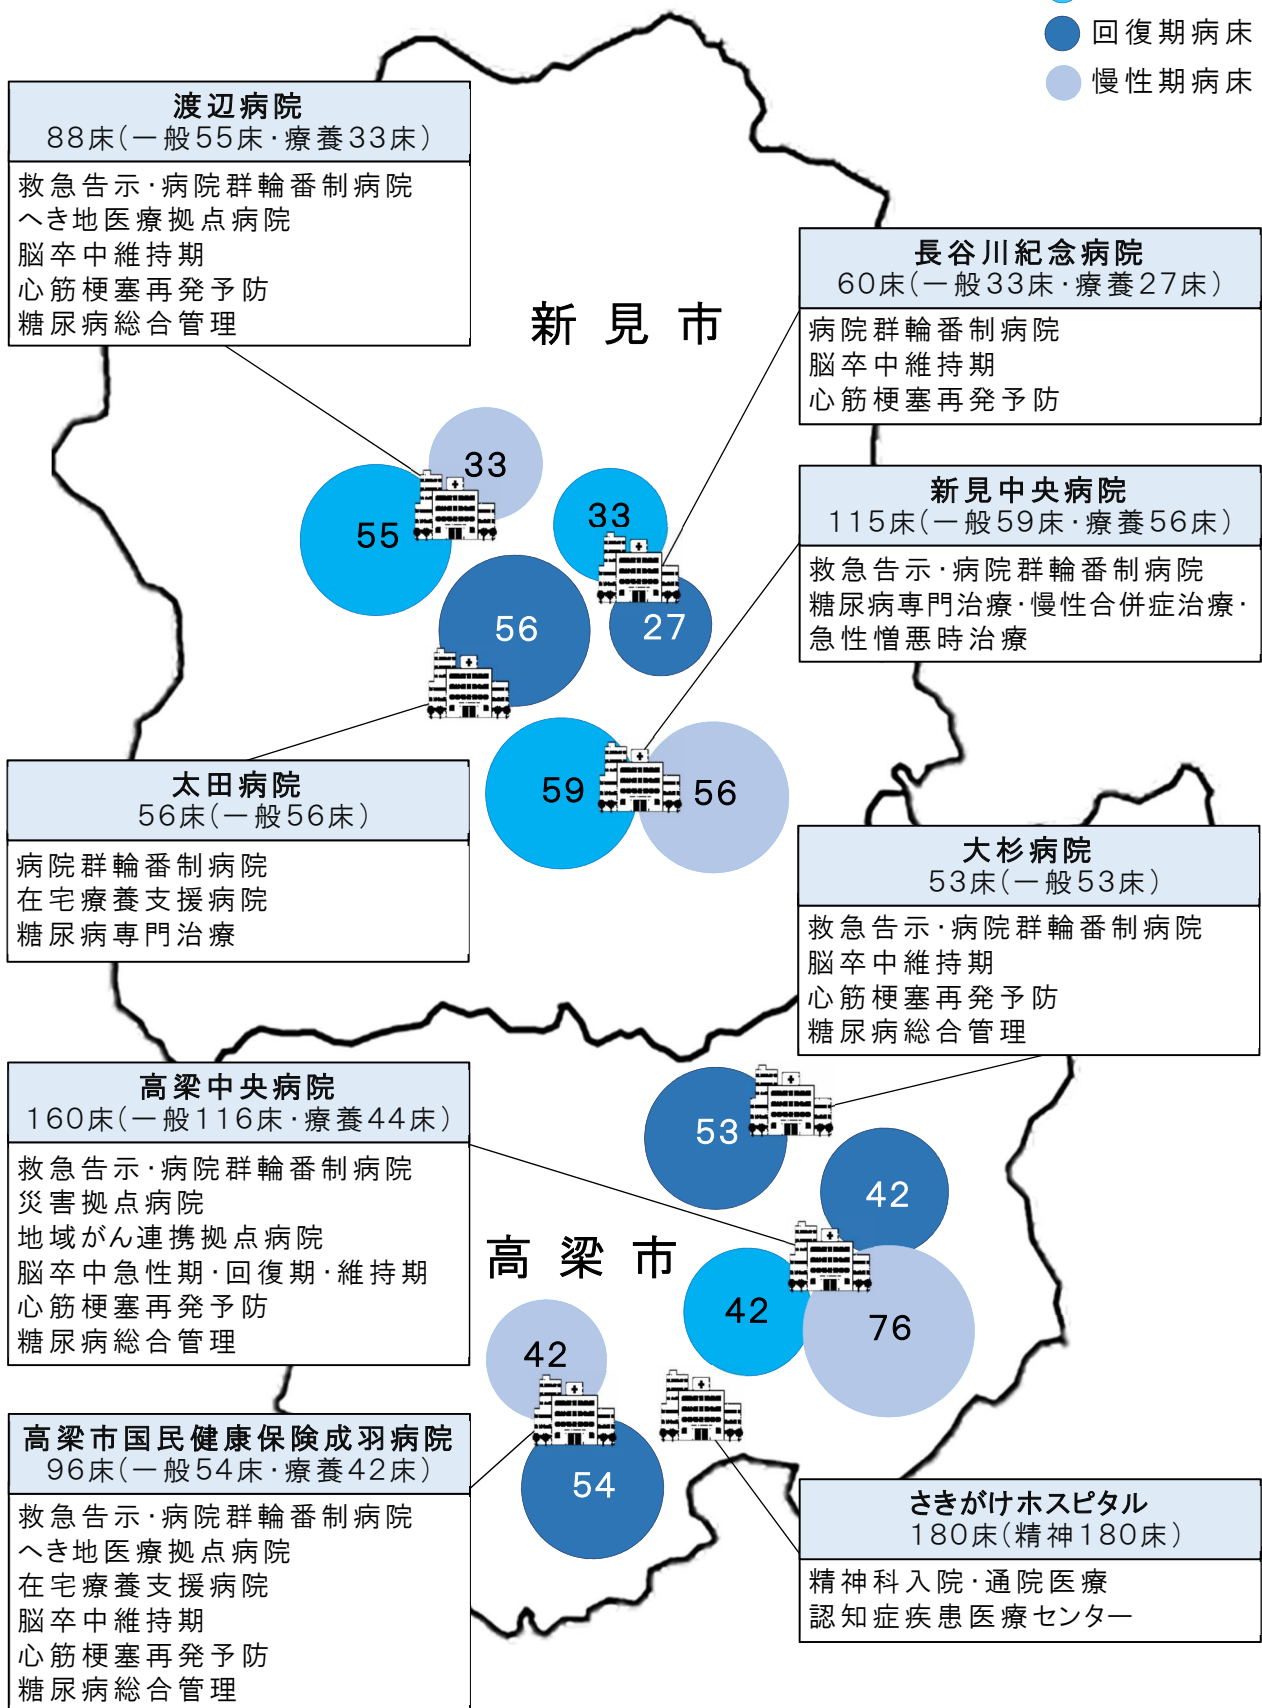 回復期病床
慢性期病床
渡辺病院
88床(一般55床・療養33床)
救急告示・病院群輪番制病院
へき地医療拠点病院
脳卒中維持期
心筋梗塞再発予防
糖尿病総合管理
長谷川紀念病院
60床(一般33床・療養27床)
病院群輪番制病院
脳卒中維持期
心筋梗塞再発予防
新見市
33
55
33
56
27
新見中央病院
115床(一般59床・療養56床)
救急告示・病院群輪番制病院
糖尿病専門治療・慢性合併症治療・
急性憎悪時治療
59
56
太田病院
56床(一般56床)
病院群輪番制病院
在宅療養支援病院
糖尿病専門治療
大杉病院
53床(一般53床)
救急告示・病院群輪番制病院
脳卒中維持期
心筋梗塞再発予防
糖尿病総合管理
高梁中央病院
160床(一般116床・療養44床)
救急告示・病院群輪番制病院
災害拠点病院
地域がん連携拠点病院
脳卒中急性期・回復期・維持期
心筋梗塞再発予防
糖尿病総合管理
53
42
高梁市
42
76
42
54
高梁市国民健康保険成羽病院
96床(一般54床・療養42床)
救急告示・病院群輪番制病院
へき地医療拠点病院
在宅療養支援病院
脳卒中維持期
心筋梗塞再発予防
糖尿病総合管理
さきがけホスピタル
180床(精神180床)
精神科入院・通院医療
認知症疾患医療センター